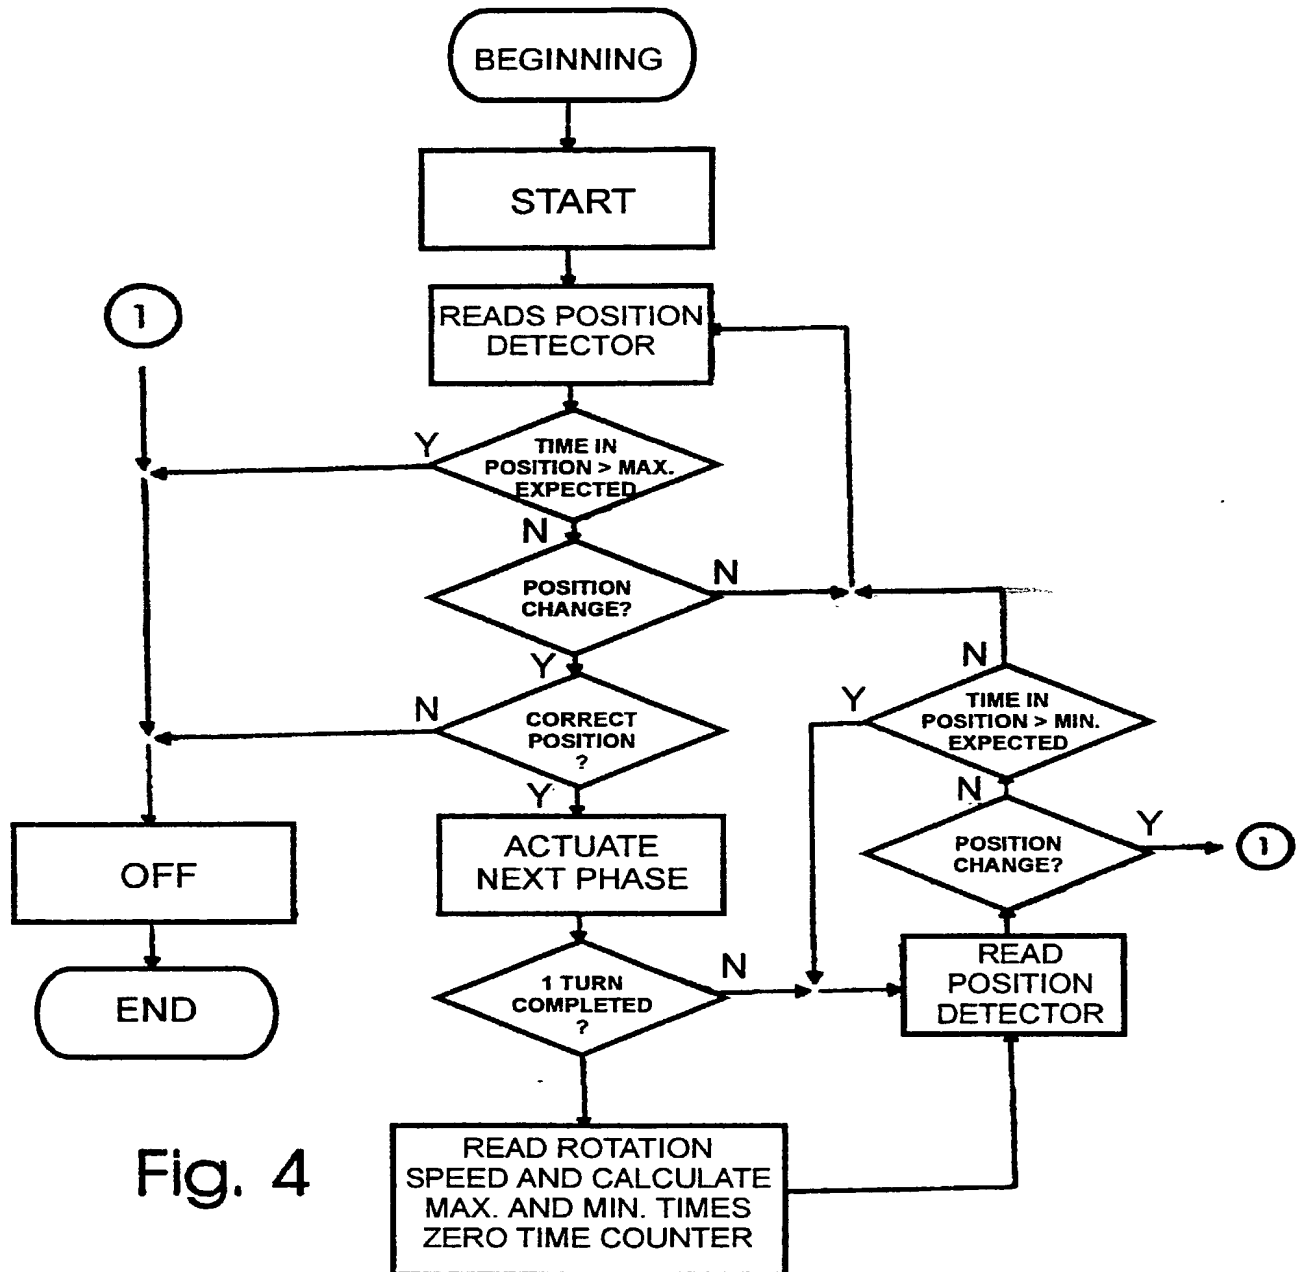 BEGINNING
START
1
READS POSITION
DETECTOR
Y
TIME IN
POSITION > MAX.
EXPECTED
N
POSITION
CHANGE?
N
Y
N
CORRECT
POSITION
?
Y
N
TIME IN
POSITION > MIN.
EXPECTED
Y
N
POSITION
CHANGE?
Y
1
ACTUATE
NEXT PHASE
OFF
END
1 TURN
COMPLETED
?
N
READ
POSITION
DETECTOR
READ ROTATION
SPEED AND CALCULATE
MAX. AND MIN. TIMES
ZERO TIME COUNTER
Fig. 4